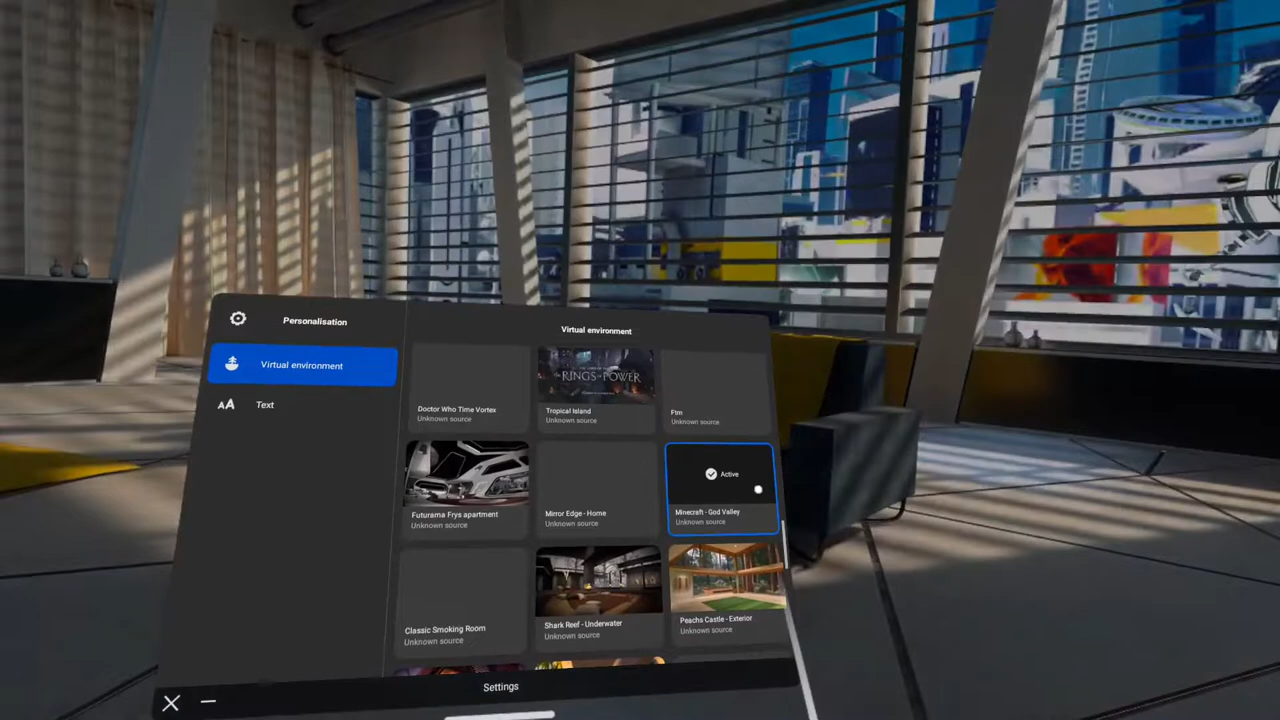 Personalisation
Virtual environment
Text
Virtual environment
Doctor Who Time Vortex
Unknown source
RINGS OF POWER
Tropical Island
Unknown source
Ftm
Unknown source
Futurama Frys apartment
Unknown source
Mirror Edge - Home
Unknown source
Active
Minecraft - God Valley
Unknown source
Classic Smoking Room
Unknown source
Shark Reef - Underwater
Unknown source
Peachs Castle - Exterior
Unknown source
Settings